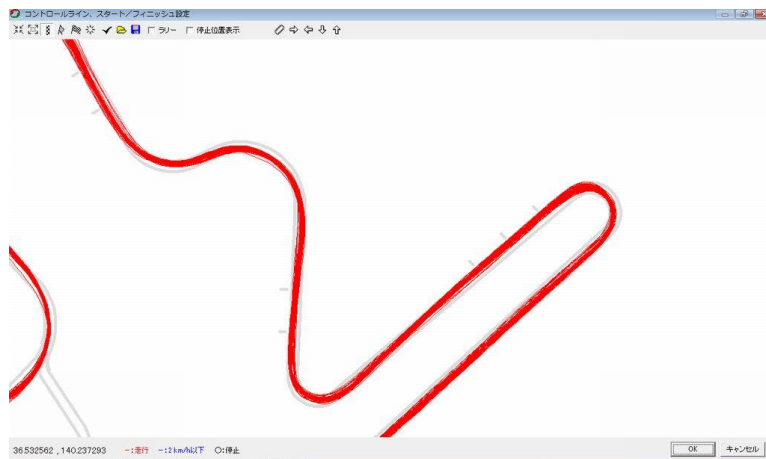 コントロールライン、スタート／フィニッシュ設定
ラリー 停止位置表示
36.532562 , 140.237293 −:走行 −:2 km/h以下 ○:停止
OK キャンセル